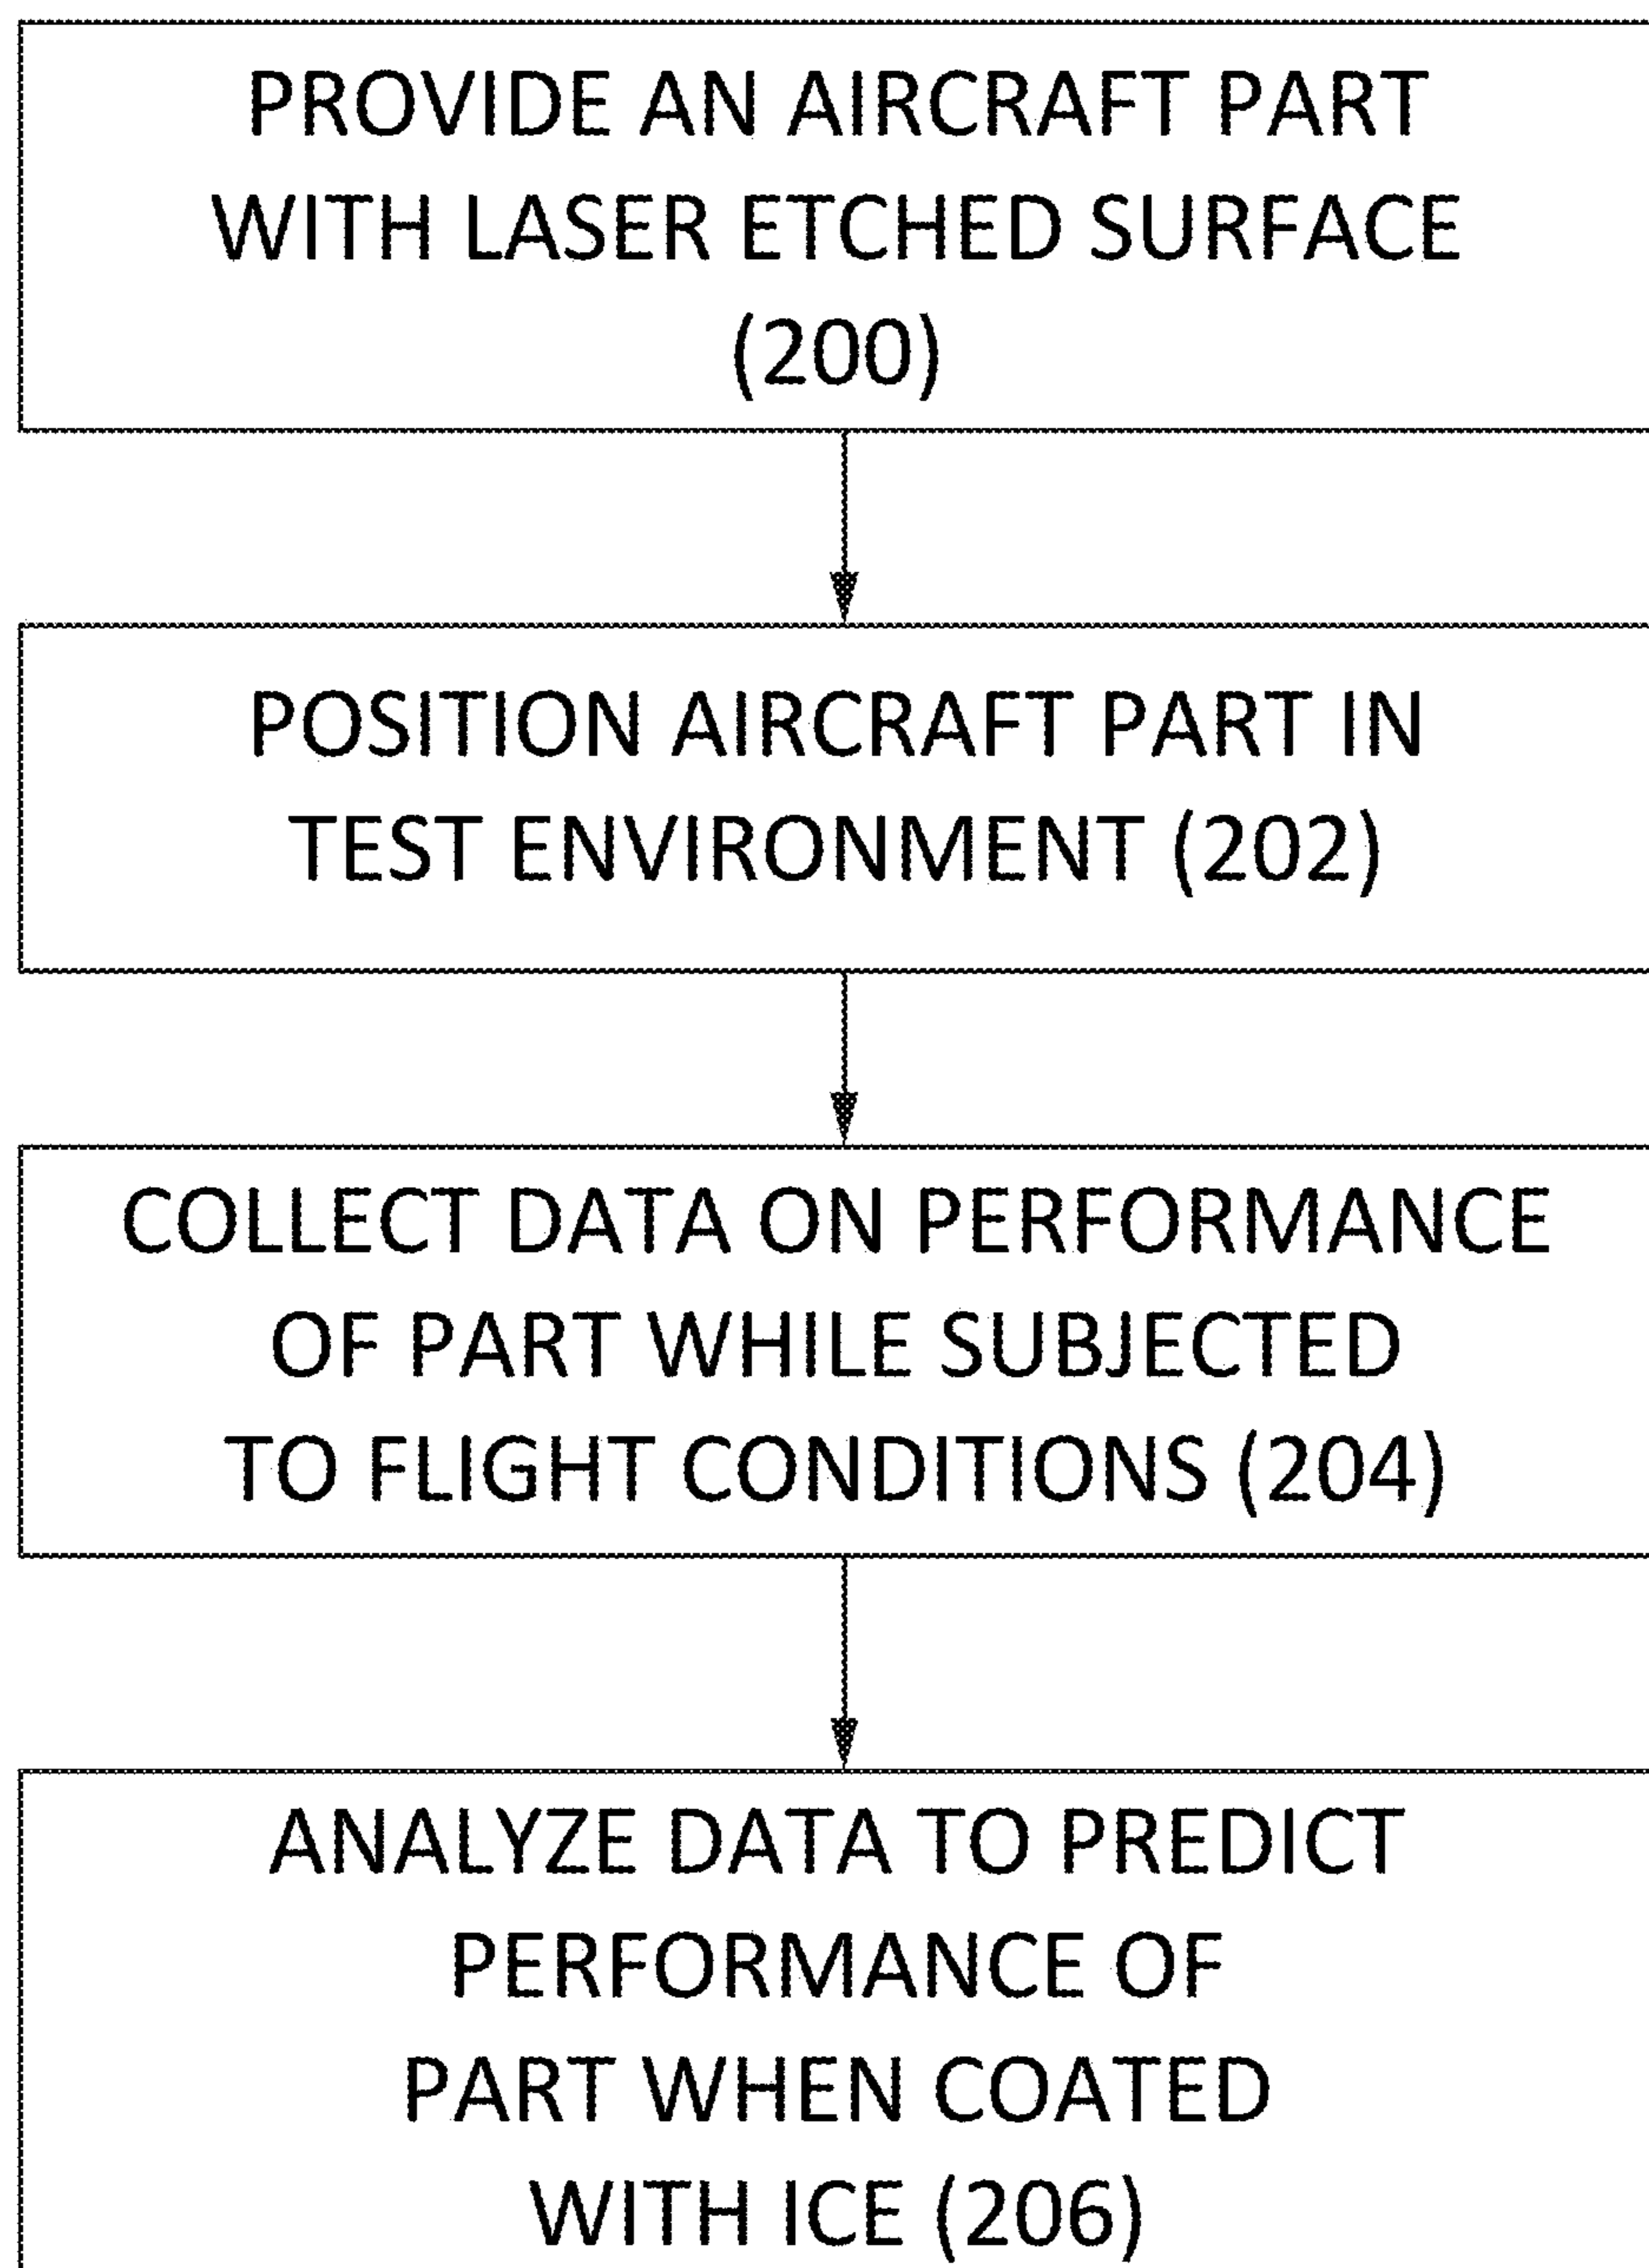 PROVIDE AN AIRCRAFT PART
WITH LASER ETCHED SURFACE
(200)
POSITION AIRCRAFT PART IN
TEST ENVIRONMENT (202)
COLLECT DATA ON PERFORMANCE
OF PART WHILE SUBJECTED
TO FLIGHT CONDITIONS (204)
ANALYZE DATA TO PREDICT
PERFORMANCE OF
PART WHEN COATED
WITH ICE (206)